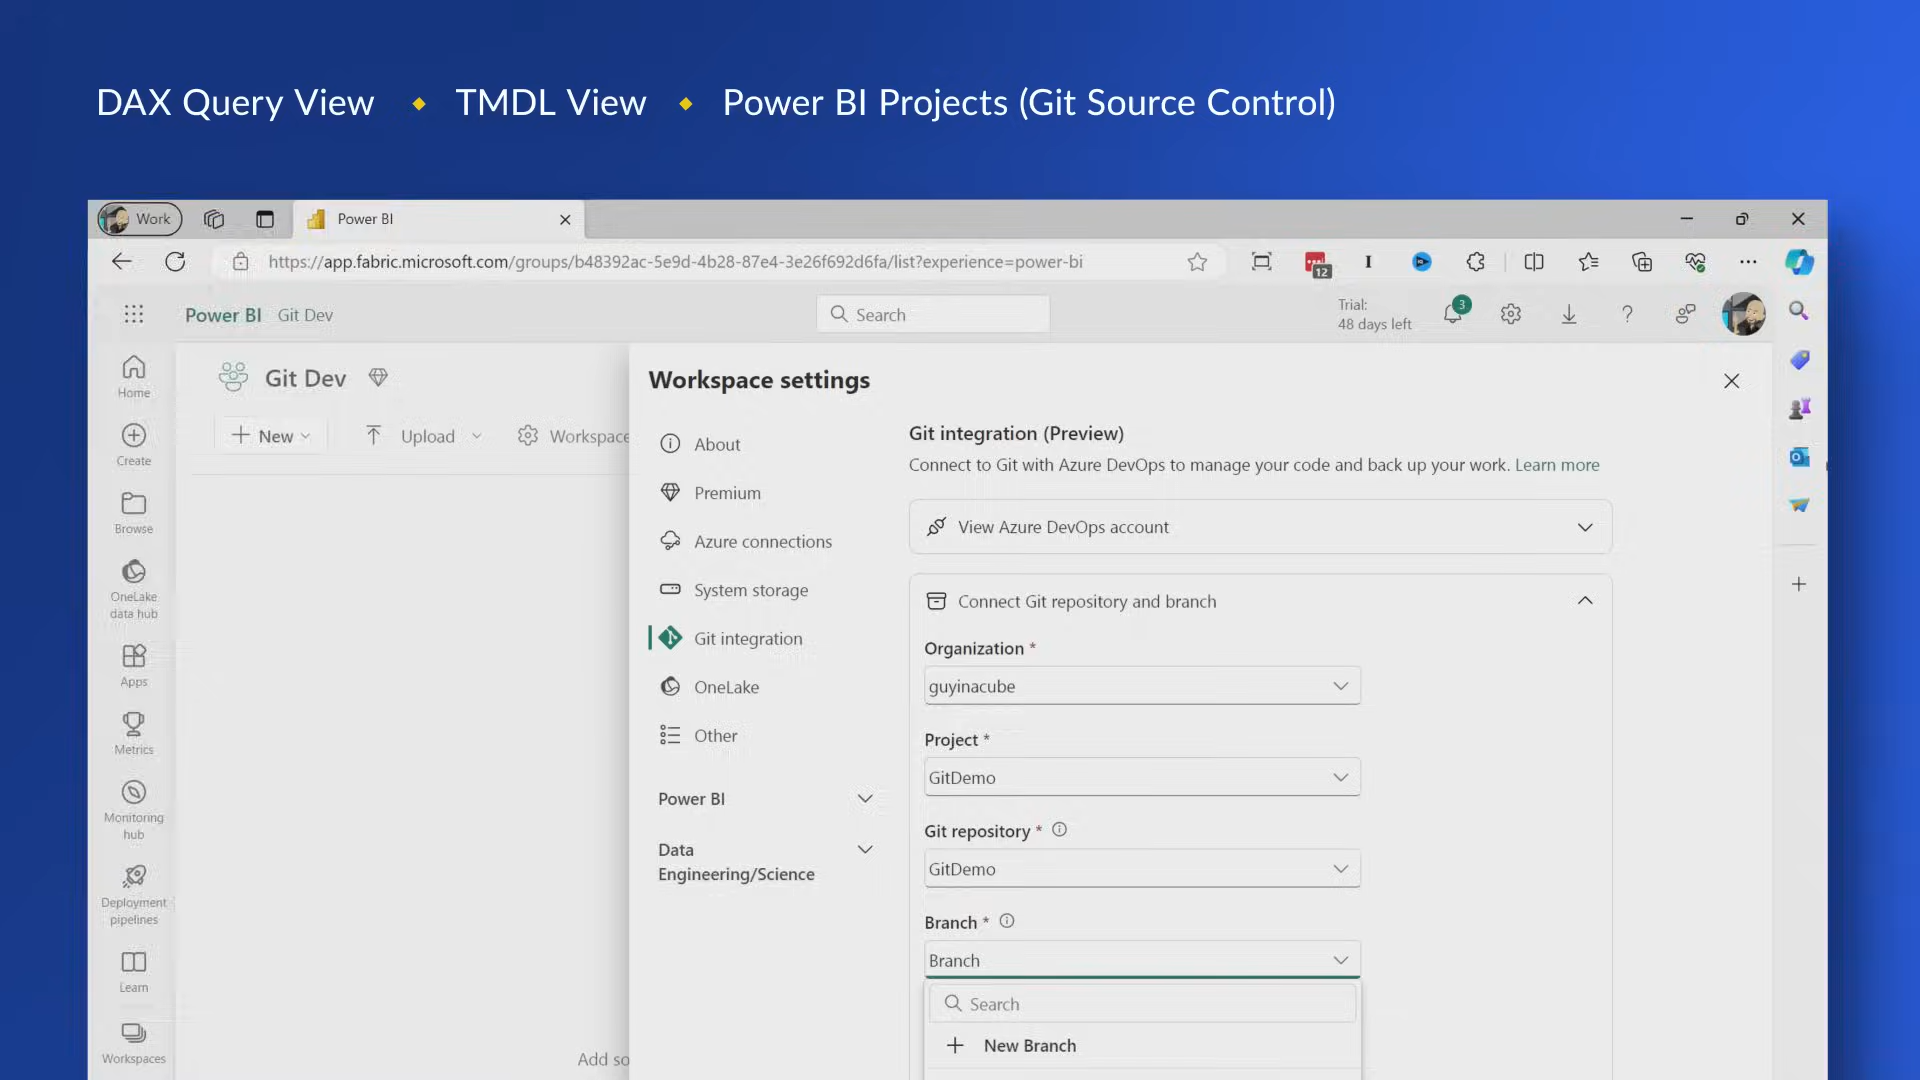 DAX Query View ◆ TMDL View ◆ Power BI Projects (Git Source Control)
Work
Power BI
https://app.fabric.microsoft.com/groups/b48392ac-5e9d-4b28-87e4-3e26f692d6fa/list?experience=power-bi
12
Power BI Git Dev
Search
Trial:
48 days left
3
Home
Create
Browse
OneLake
data hub
Apps
Metrics
Monitoring
hub
Deployment
pipelines
Learn
Workspaces
Git Dev
New
Upload
Workspace
Add so
Workspace settings
About
Premium
Azure connections
System storage
Git integration
OneLake
Other
Power BI
Data
Engineering/Science
Git integration (Preview)
Connect to Git with Azure DevOps to manage your code and back up your work. Learn more
View Azure DevOps account
Connect Git repository and branch
Organization *
guyinacube
Project *
GitDemo
Git repository *
GitDemo
Branch *
Branch
Search
New Branch